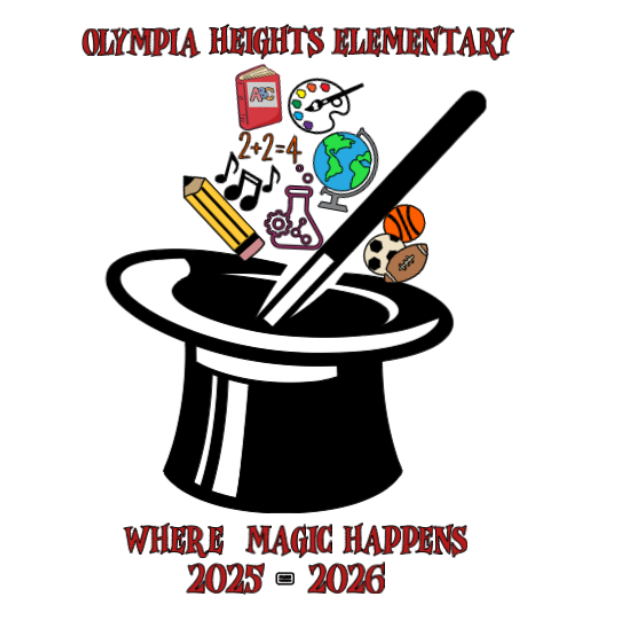 OLYMPIA HEIGHTS ELEMENTARY
ABC
2+2=4
WHERE MAGIC HAPPENS
2025 - 2026